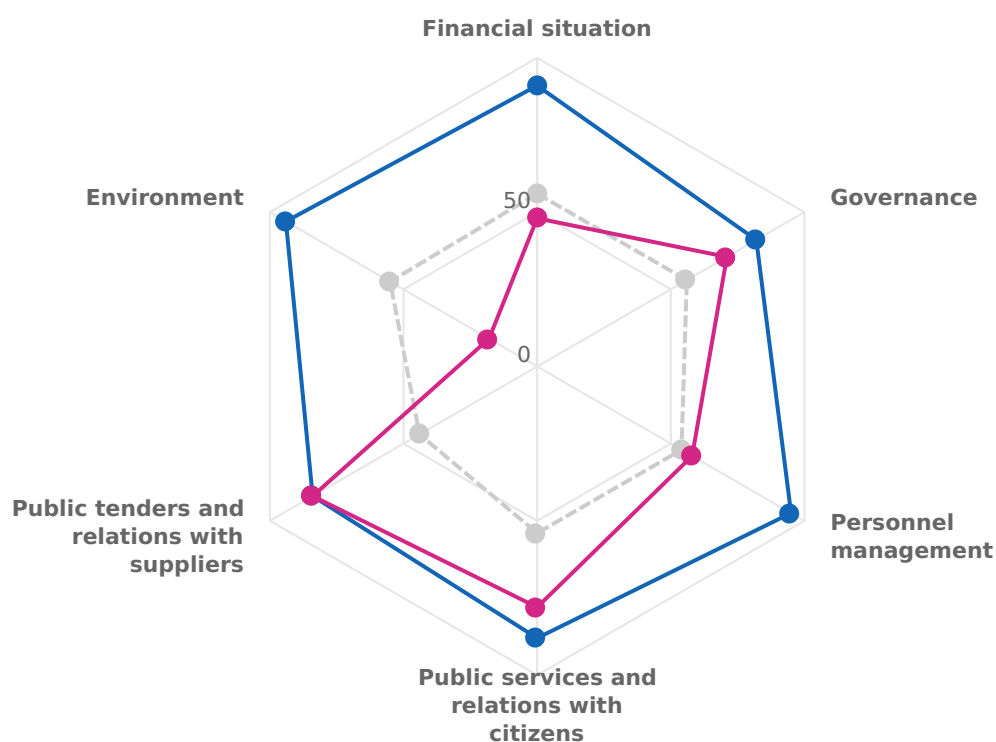 Financial situation
Environment
Governance
50
0
Public tenders and
relations with
suppliers
Personnel
management
Public services and
relations with
citizens